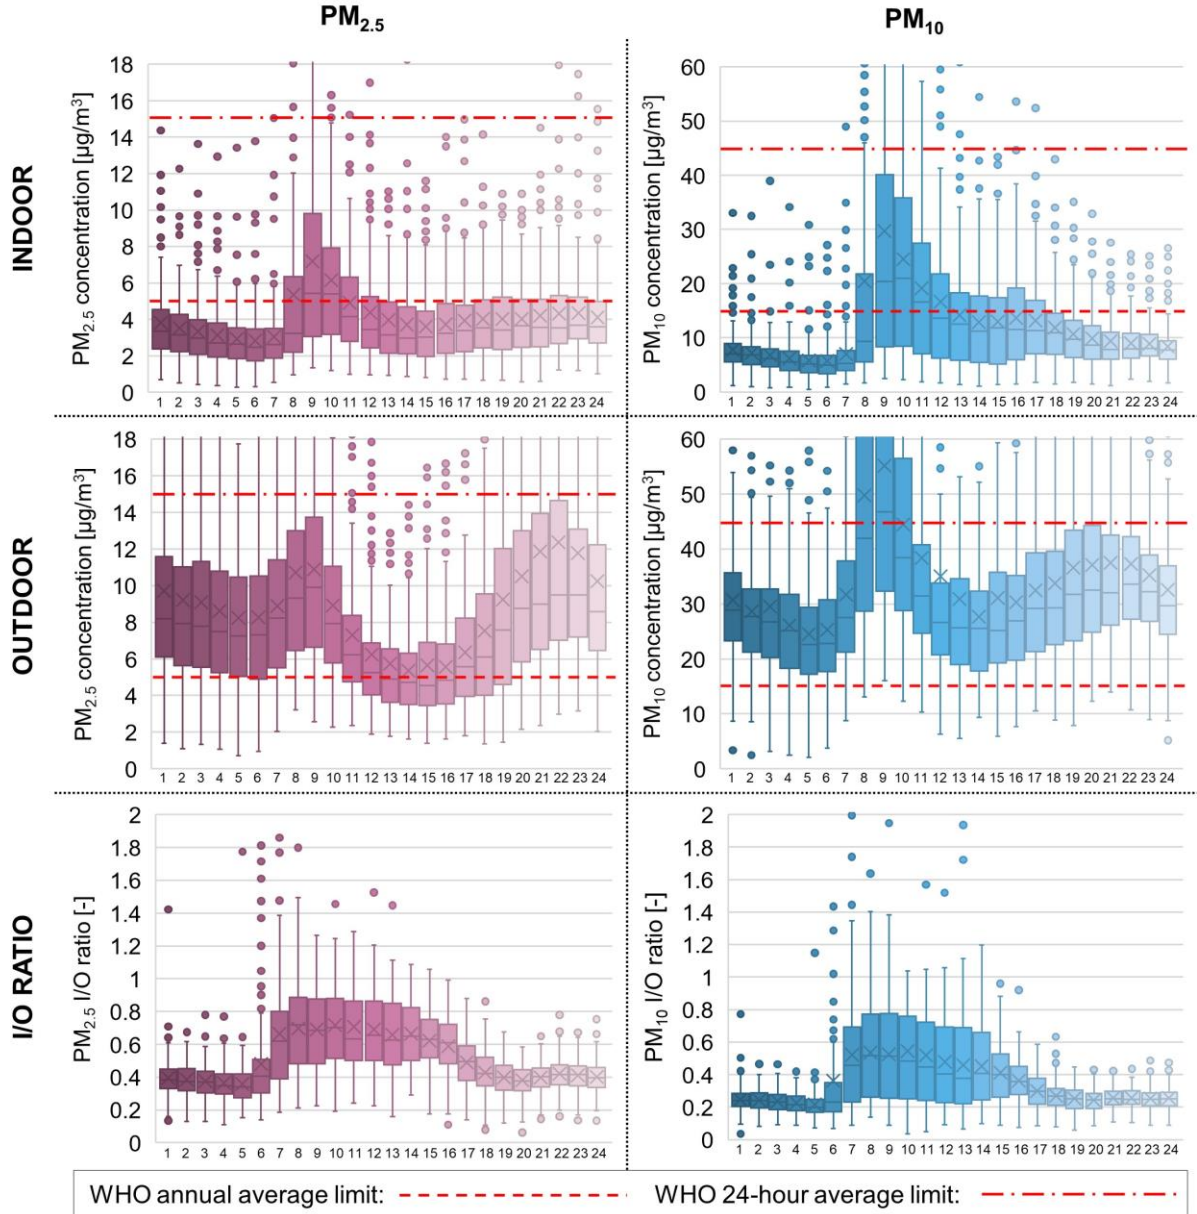 PM2.5
PM10
INDOOR
PM2.5 concentration [µg/m³]
18
16
14
12
10
8
6
4
2
0
1 2 3 4 5 6 7 8 9 10 11 12 13 14 15 16 17 18 19 20 21 22 23 24
PM10 concentration [µg/m³]
60
50
40
30
20
10
0
1 2 3 4 5 6 7 8 9 10 11 12 13 14 15 16 17 18 19 20 21 22 23 24
OUTDOOR
PM2.5 concentration [µg/m³]
18
16
14
12
10
8
6
4
2
0
1 2 3 4 5 6 7 8 9 10 11 12 13 14 15 16 17 18 19 20 21 22 23 24
PM10 concentration [µg/m³]
60
50
40
30
20
10
0
1 2 3 4 5 6 7 8 9 10 11 12 13 14 15 16 17 18 19 20 21 22 23 24
I/O RATIO
PM2.5 I/O ratio [-]
2
1.8
1.6
1.4
1.2
1
0.8
0.6
0.4
0.2
0
1 2 3 4 5 6 7 8 9 10 11 12 13 14 15 16 17 18 19 20 21 22 23 24
PM10 I/O ratio [-]
2
1.8
1.6
1.4
1.2
1
0.8
0.6
0.4
0.2
0
1 2 3 4 5 6 7 8 9 10 11 12 13 14 15 16 17 18 19 20 21 22 23 24
WHO annual average limit:
WHO 24-hour average limit: